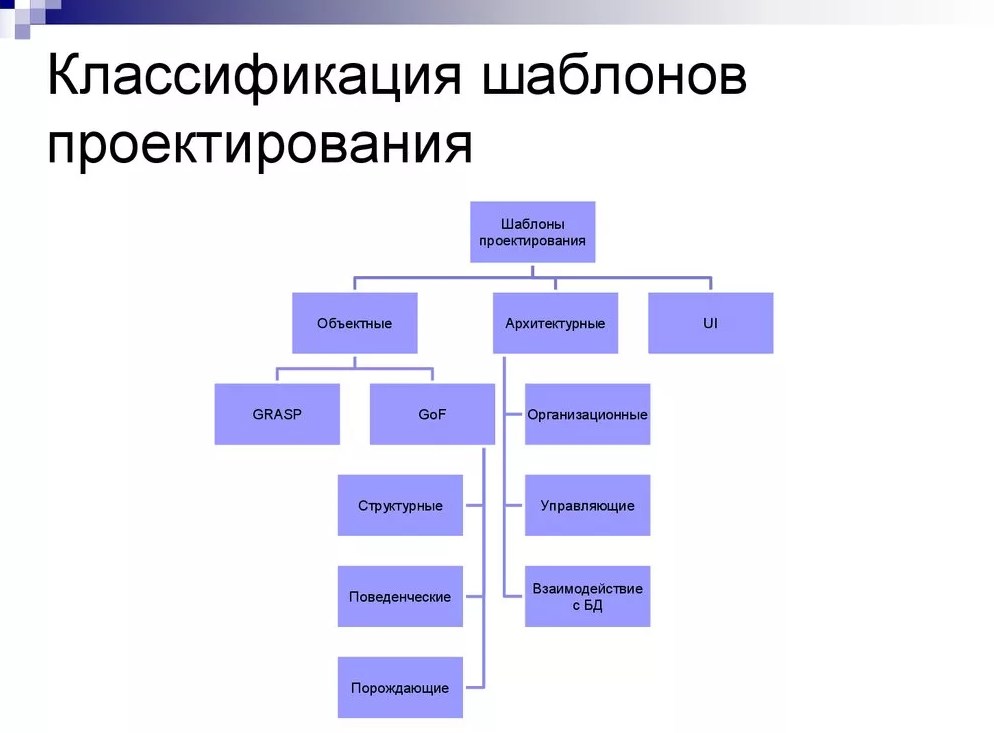 Классификация шаблонов
проектирования
Шаблоны
проектирования
Объектные
Архитектурные
UI
GRASP
GoF
Организационные
Структурные
Управляющие
Поведенческие
Взаимодействие
с БД
Порождающие